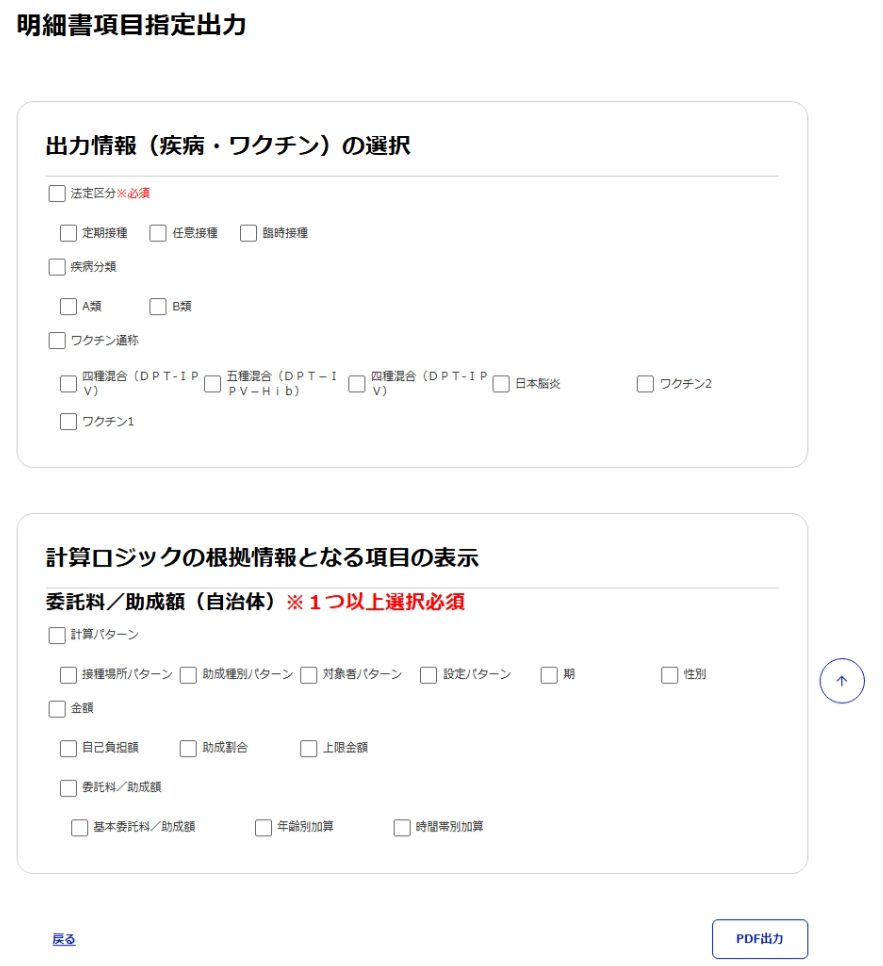 明細書項目指定出力
出力情報（疾病・ワクチン）の選択
法定区分※必須
定期接種 任意接種 臨時接種
疾病分類
A類 B類
ワクチン通称
四種混合（ＤＰＴ-ＩＰＶ） 五種混合（ＤＰＴ－ＩＰＶ－Ｈｉｂ） 四種混合（ＤＰＴ-ＩＰＶ） 日本脳炎 ワクチン2
ワクチン1
計算ロジックの根拠情報となる項目の表示
委託料／助成額（自治体）※１つ以上選択必須
計算パターン
接種場所パターン 助成種別パターン 対象者パターン 設定パターン 期 性別
金額
自己負担額 助成割合 上限金額
委託料／助成額
基本委託料／助成額 年齢別加算 時間帯別加算
戻る PDF出力